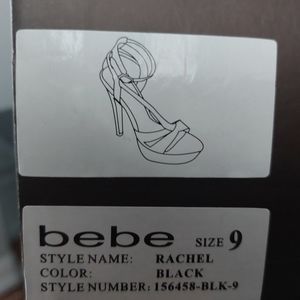 bebe SIZE 9
STYLE NAME: RACHEL
COLOR: BLACK
STYLE NUMBER: 156458-BLK-9